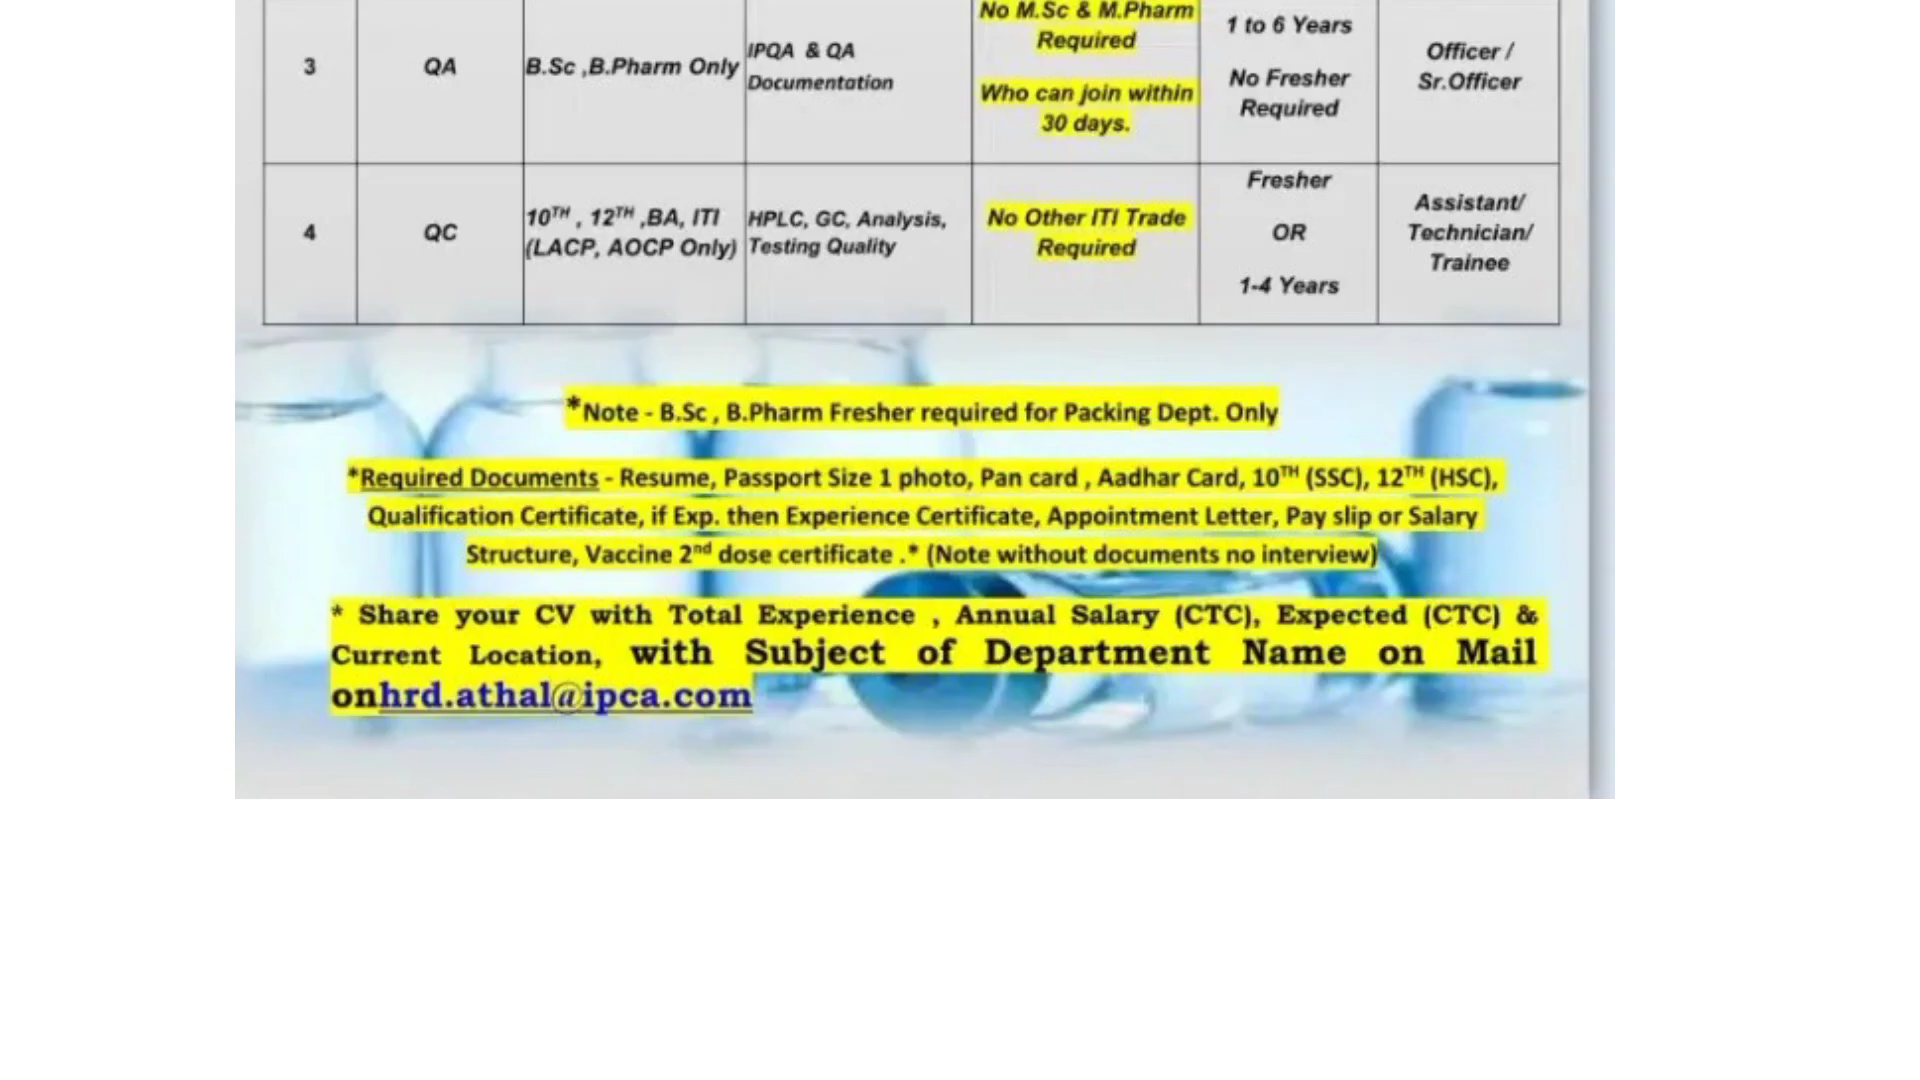 3
QA
B.Sc ,B.Pharm Only
IPQA & QA
Documentation
No M.Sc & M.Pharm
Required
Who can join within
30 days.
1 to 6 Years
No Fresher
Required
Officer /
Sr.Officer
4
QC
10TH , 12TH ,BA, ITI
(LACP, AOCP Only)
HPLC, GC, Analysis,
Testing Quality
No Other ITI Trade
Required
Fresher
OR
1-4 Years
Assistant/
Technician/
Trainee
*Note - B.Sc , B.Pharm Fresher required for Packing Dept. Only
*Required Documents - Resume, Passport Size 1 photo, Pan card , Aadhar Card, 10TH (SSC), 12TH (HSC),
Qualification Certificate, if Exp. then Experience Certificate, Appointment Letter, Pay slip or Salary
Structure, Vaccine 2nd dose certificate .* (Note without documents no interview)
* Share your CV with Total Experience , Annual Salary (CTC), Expected (CTC) &
Current Location, with Subject of Department Name on Mail
onhrd.athal@ipca.com